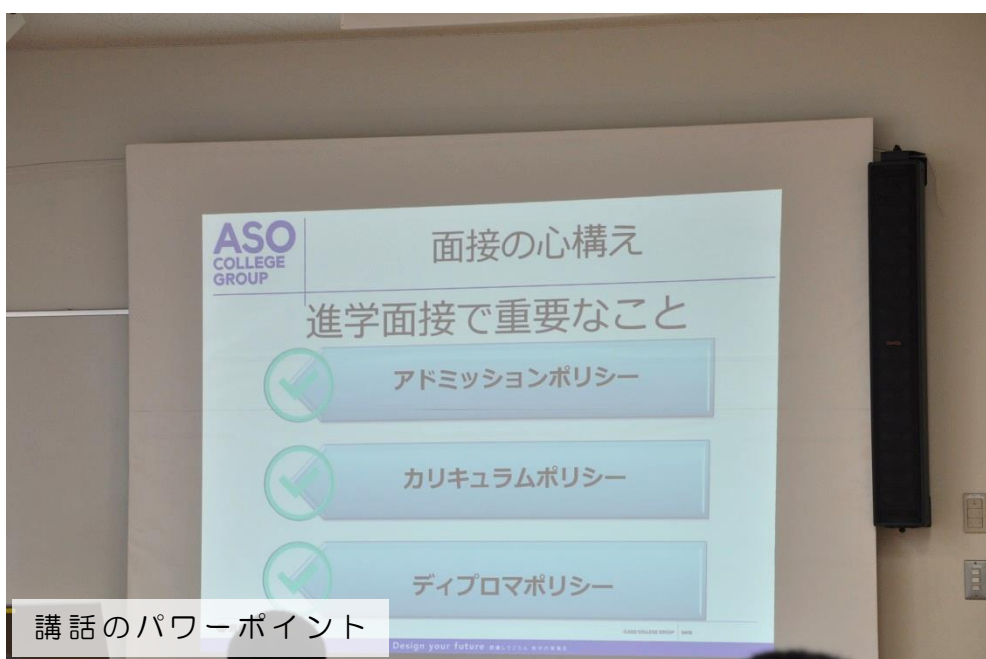 ASO
COLLEGE
GROUP
面接の心構え
進学面接で重要なこと
アドミッションポリシー
カリキュラムポリシー
ディプロマポリシー
講話のパワーポイント
©ASO COLLEGE GROUP
Design your future